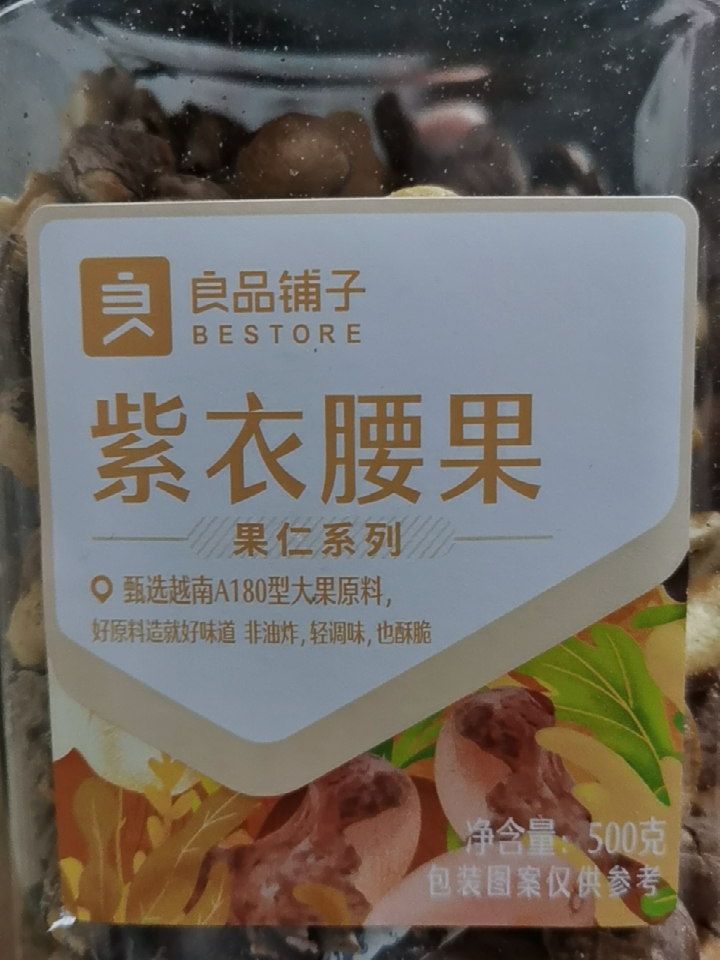 良品铺子
BESTORE
紫衣腰果
果仁系列
甄选越南A180型大果原料,
好原料造就好味道 非油炸,轻调味,也酥脆
净含量：500克
包装图案仅供参考